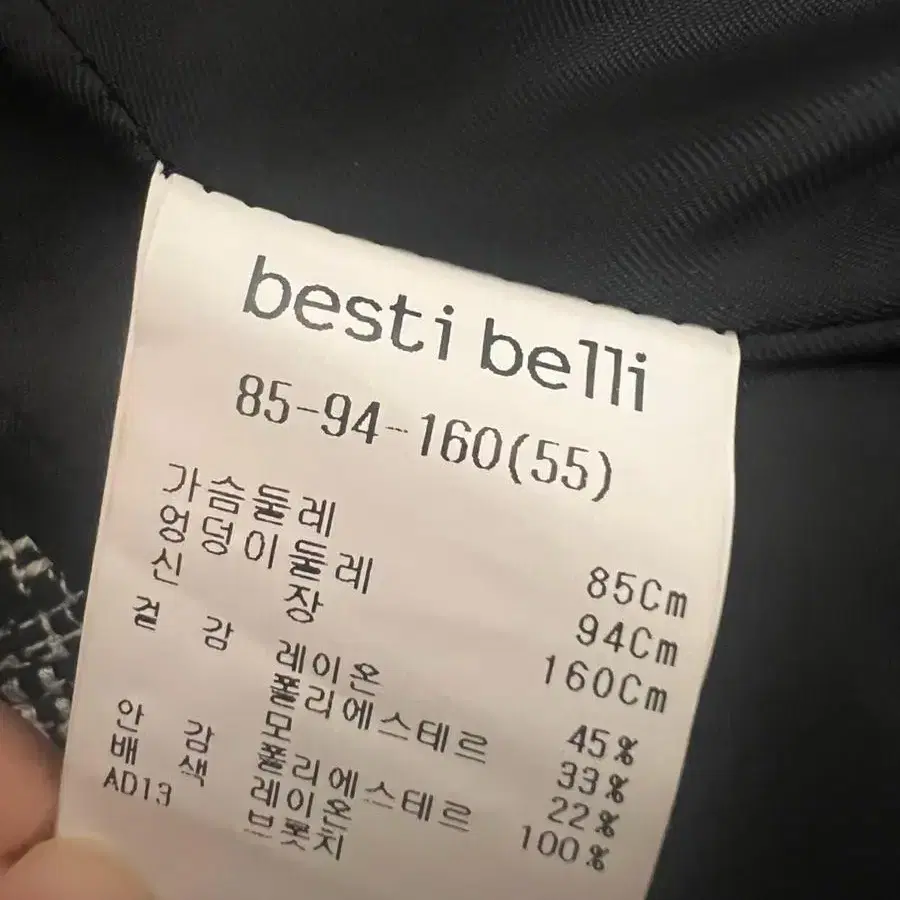 besti belli
85-94-160(55)
가슴둘레 85Cm
엉덩이둘레 94Cm
신 장 160Cm
겉 감 레이온 45%
폴리에스테르 33%
모 22%
안 감 폴리에스테르 100%
배 색 레이온
AD13 브롯치